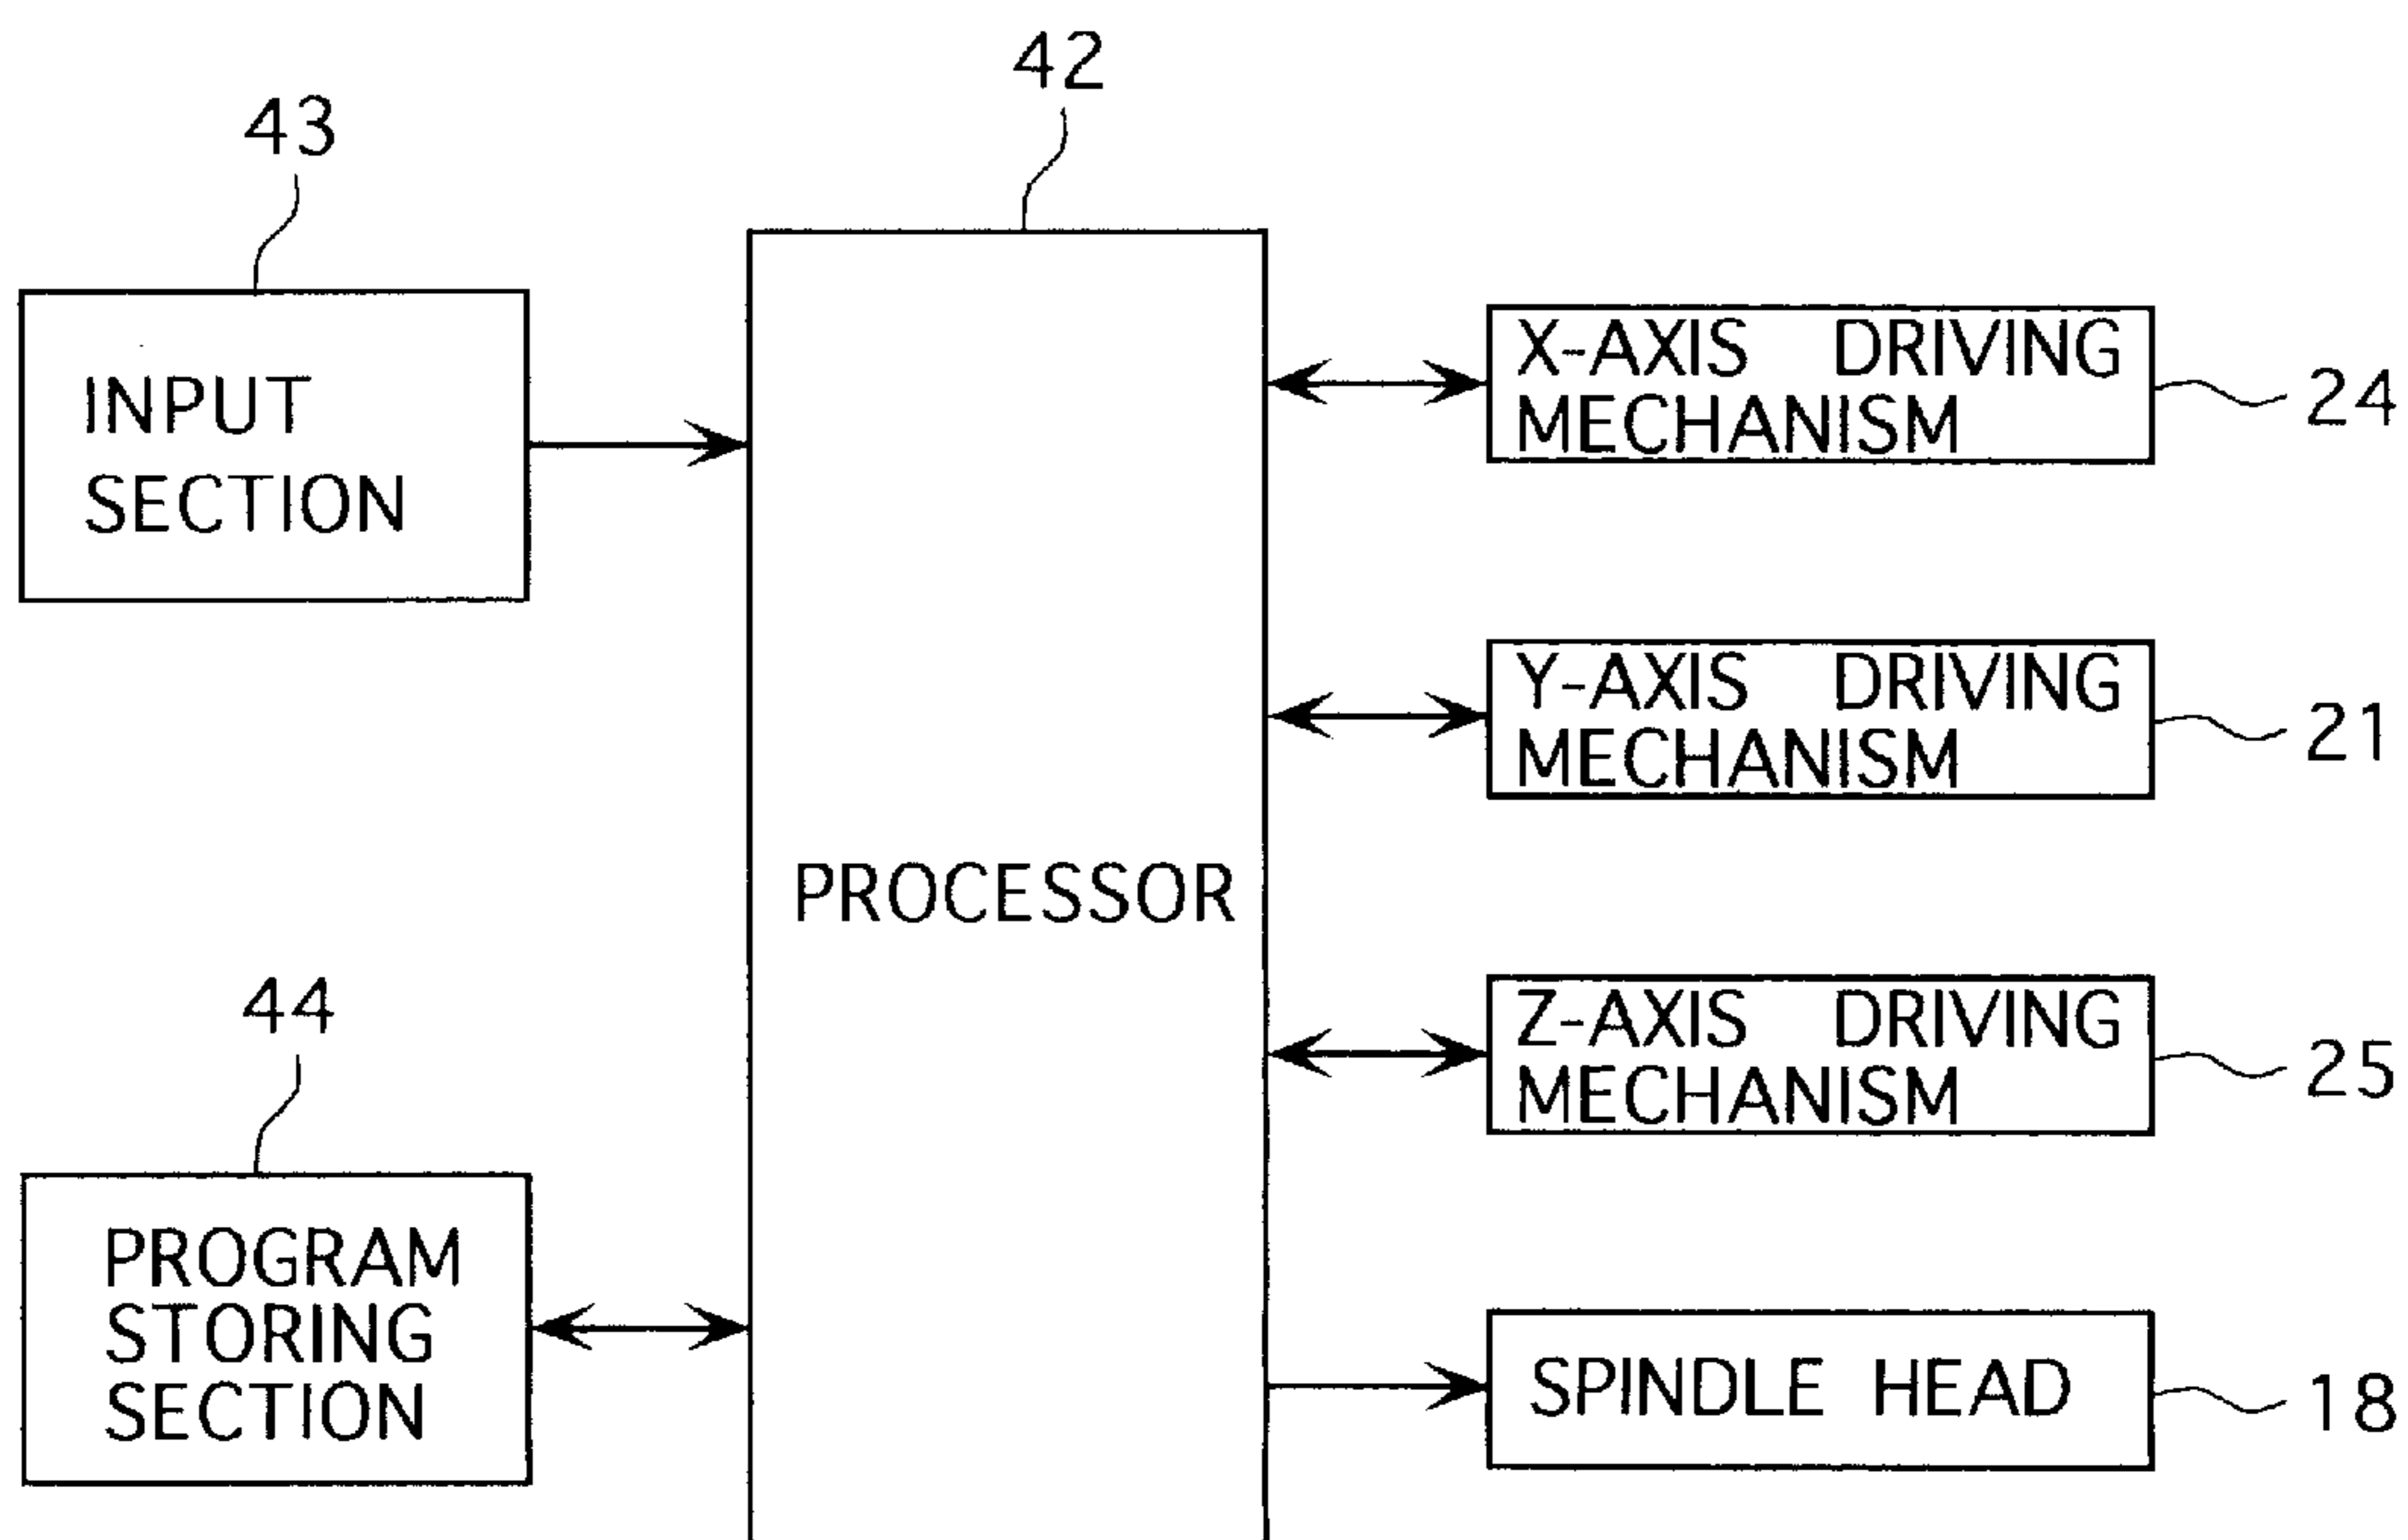 42
43
INPUT
SECTION
PROCESSOR
44
PROGRAM
STORING
SECTION
X-AXIS DRIVING
MECHANISM
24
Y-AXIS DRIVING
MECHANISM
21
Z-AXIS DRIVING
MECHANISM
25
SPINDLE HEAD
18